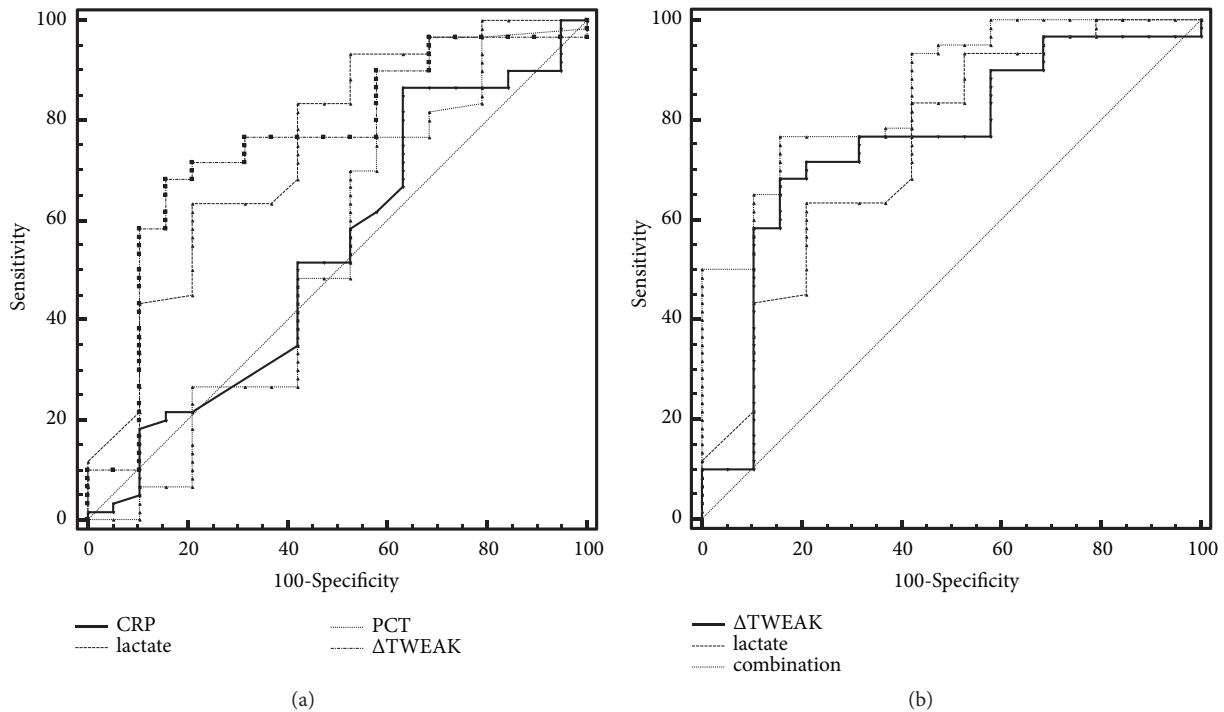 100
80
60
40
20
0
Sensitivity
0 20 40 60 80 100
100-Specificity
CRP
lactate
PCT
ΔTWEAK
(a)
100
80
60
40
20
0
Sensitivity
0 20 40 60 80 100
100-Specificity
ΔTWEAK
lactate
combination
(b)